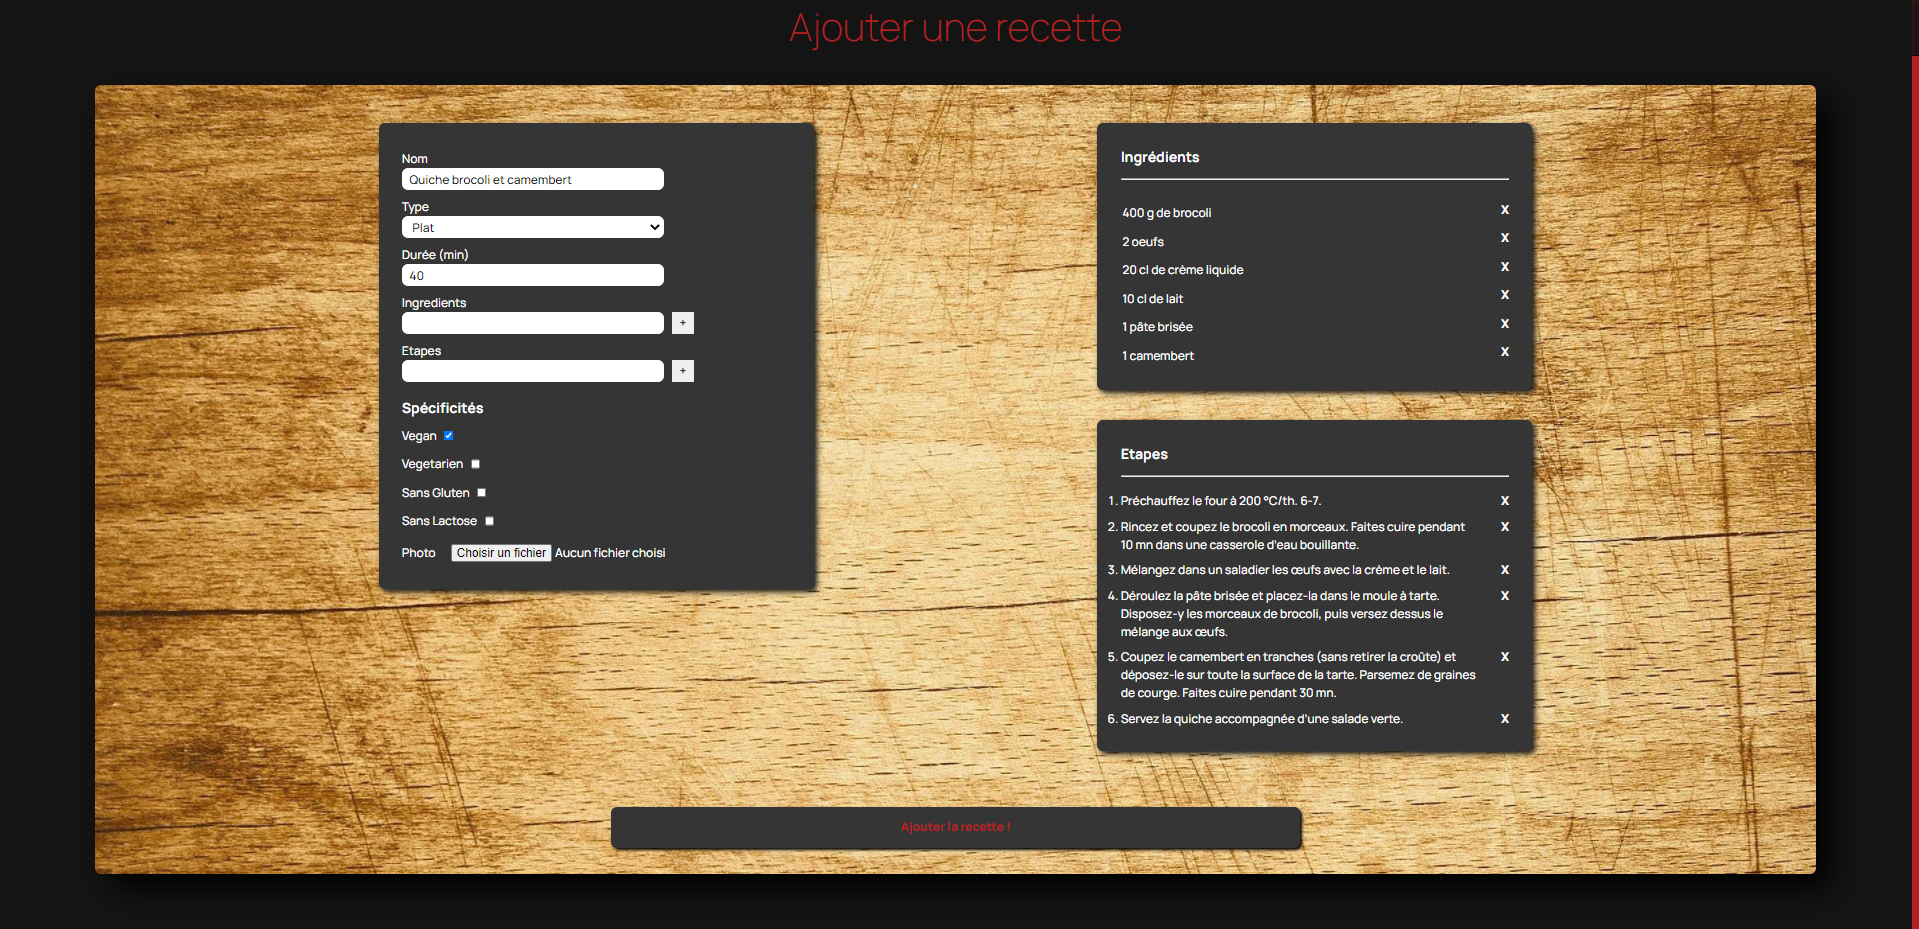 Ajouter une recette
Nom
Quiche brocoli et camembert
Type
Plat
Durée (min)
40
Ingredients
+
Etapes
+
Spécificités
Vegan
Vegetarien
Sans Gluten
Sans Lactose
Photo Choisir un fichier Aucun fichier choisi
Ingrédients
400 g de brocoli X
2 oeufs X
20 cl de crème liquide X
10 cl de lait X
1 pâte brisée X
1 camembert X
Etapes
1. Préchauffez le four à 200 °C/th. 6-7. X
2. Rincez et coupez le brocoli en morceaux. Faites cuire pendant X
10 mn dans une casserole d'eau bouillante.
3. Mélangez dans un saladier les œufs avec la crème et le lait. X
4. Déroulez la pâte brisée et placez-la dans le moule à tarte. X
Disposez-y les morceaux de brocoli, puis versez dessus le
mélange aux œufs.
5. Coupez le camembert en tranches (sans retirer la croûte) et X
déposez-le sur toute la surface de la tarte. Parsemez de graines
de courge. Faites cuire pendant 30 mn.
6. Servez la quiche accompagnée d'une salade verte. X
Ajouter la recette !